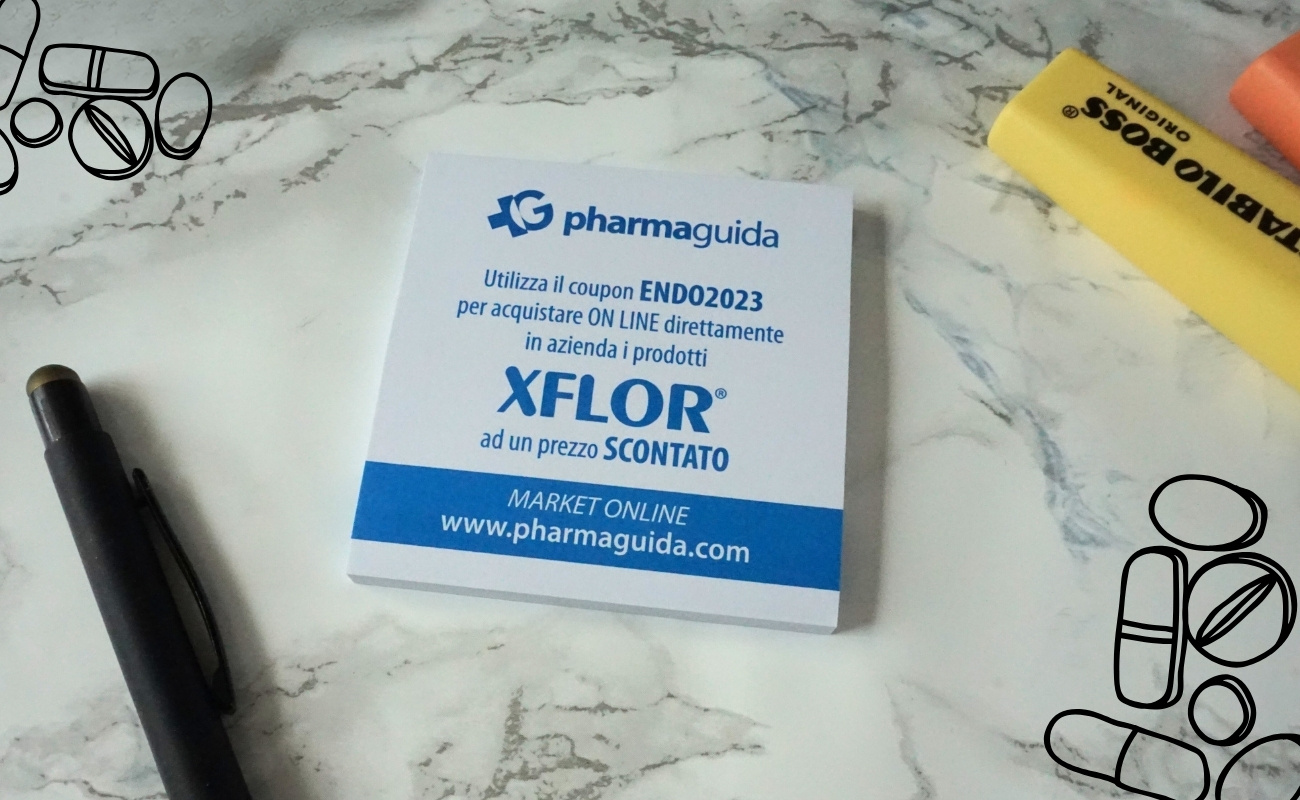 pharmaguida
Utilizza il coupon ENDO2023
per acquistare ON LINE direttamente
in azienda i prodotti
XFLOR®
ad un prezzo SCONTATO
MARKET ONLINE
www.pharmaguida.com
TABILO BOSS®
ORIGINAL